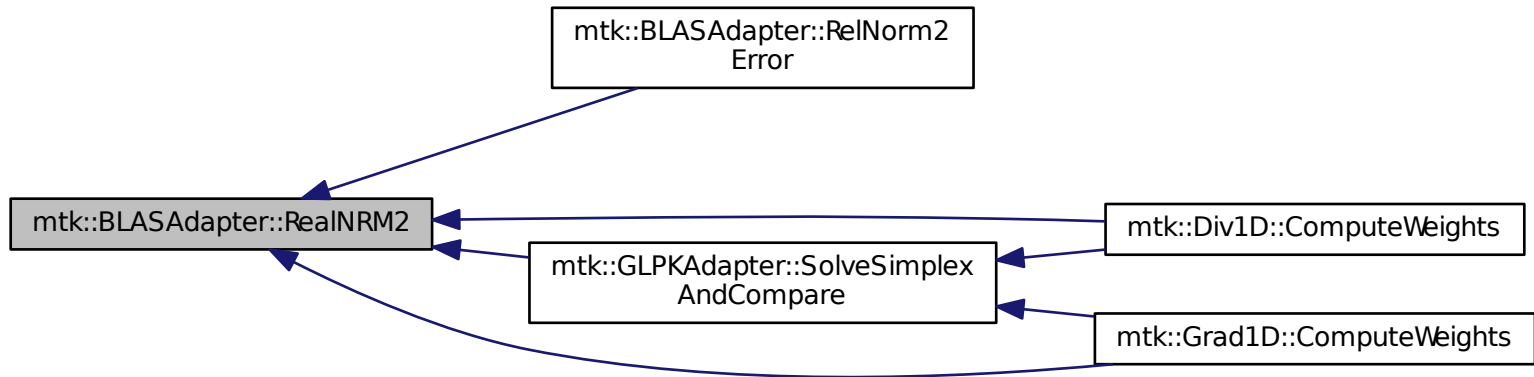 mtk::BLASAdapter::RelNorm2
Error
mtk::BLASAdapter::RealNRM2
mtk::Div1D::ComputeWeights
mtk::GLPKAdapter::SolveSimplex
AndCompare
mtk::Grad1D::ComputeWeights